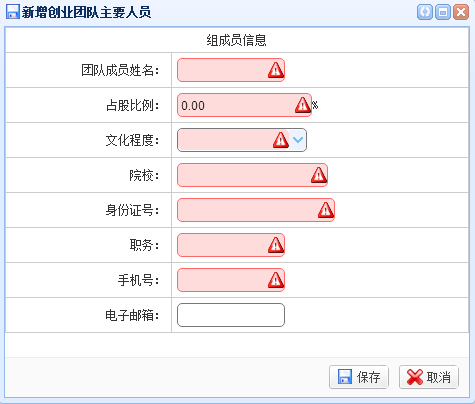 新增创业团队主要人员
组成员信息
团队成员姓名：
占股比例： 0.00 %
文化程度：
院校：
身份证号：
职务：
手机号：
电子邮箱：
保存 取消